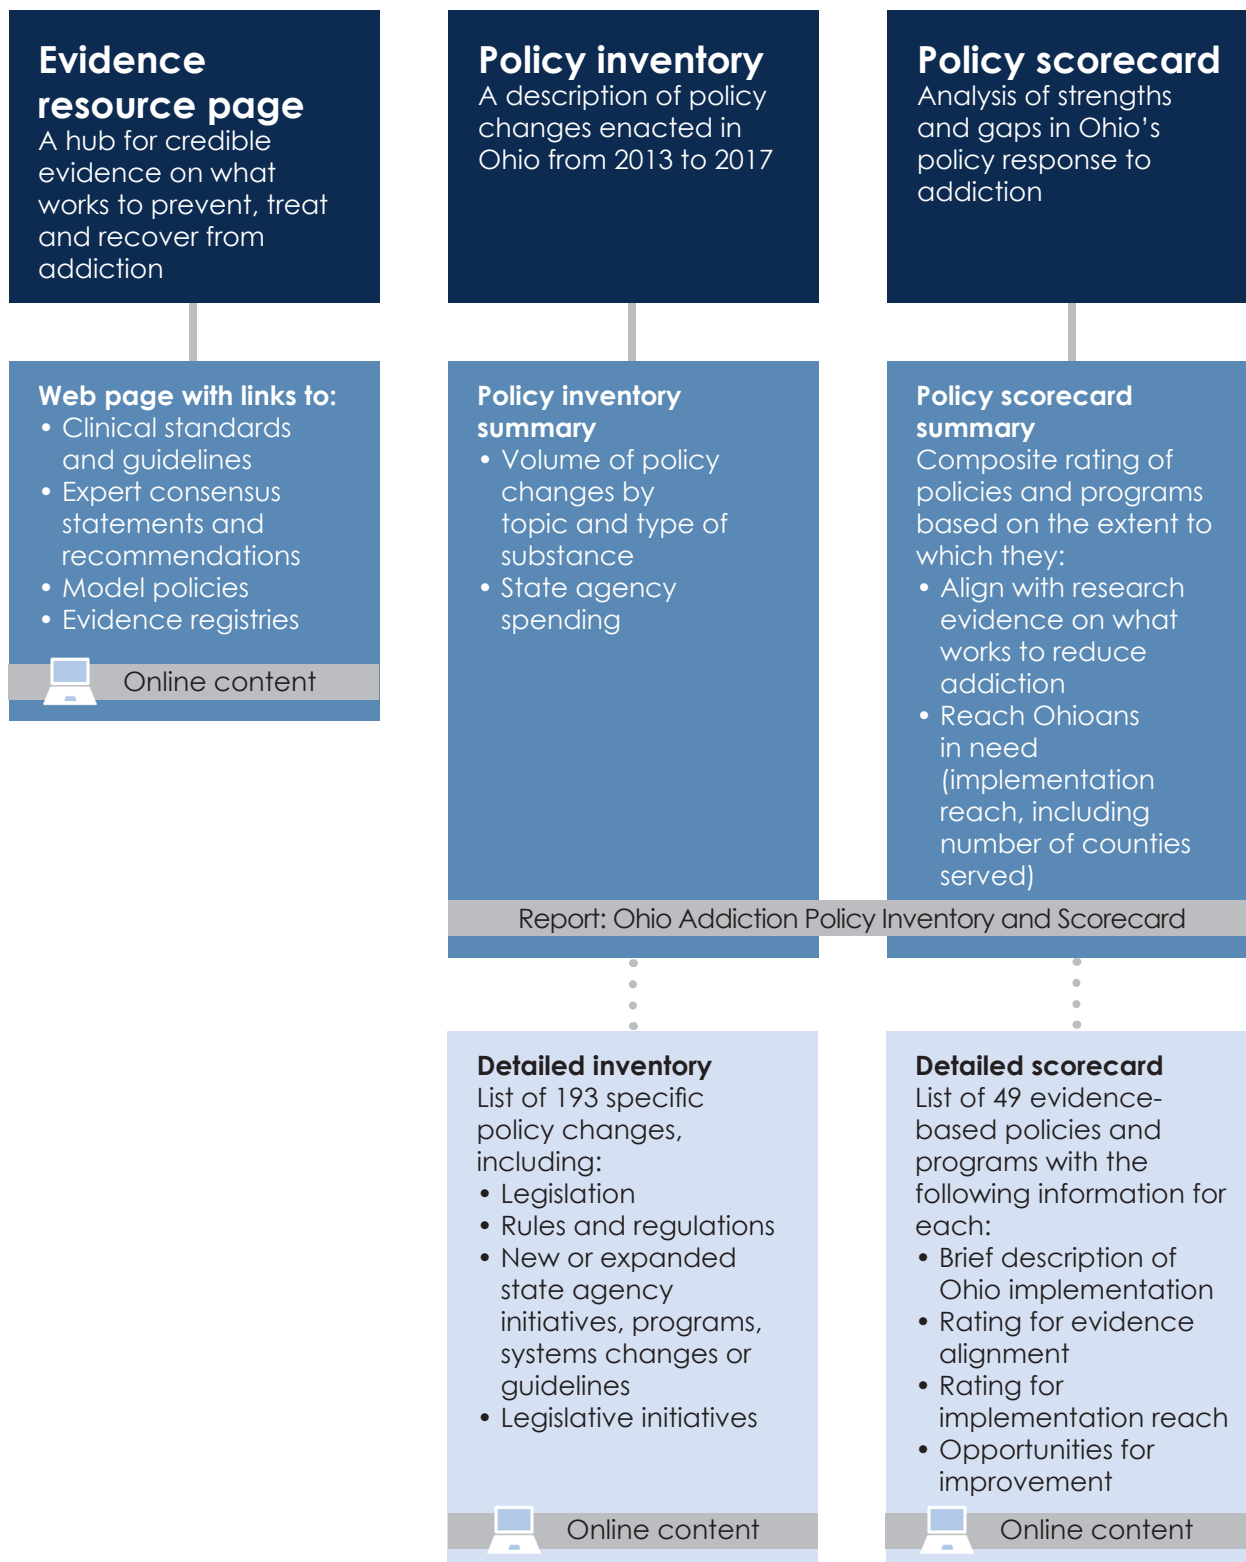 Evidence
resource page
A hub for credible
evidence on what
works to prevent, treat
and recover from
addiction
Web page with links to:
• Clinical standards
and guidelines
• Expert consensus
statements and
recommendations
• Model policies
• Evidence registries
Online content
Policy inventory
A description of policy
changes enacted in
Ohio from 2013 to 2017
Policy inventory
summary
• Volume of policy
changes by
topic and type of
substance
• State agency
spending
Policy scorecard
Analysis of strengths
and gaps in Ohio’s
policy response to
addiction
Policy scorecard
summary
Composite rating of
policies and programs
based on the extent to
which they:
• Align with research
evidence on what
works to reduce
addiction
• Reach Ohioans
in need
(implementation
reach, including
number of counties
served)
Report: Ohio Addiction Policy Inventory and Scorecard
Detailed inventory
List of 193 specific
policy changes,
including:
• Legislation
• Rules and regulations
• New or expanded
state agency
initiatives, programs,
systems changes or
guidelines
• Legislative initiatives
Online content
Detailed scorecard
List of 49 evidence-
based policies and
programs with the
following information for
each:
• Brief description of
Ohio implementation
• Rating for evidence
alignment
• Rating for
implementation reach
• Opportunities for
improvement
Online content